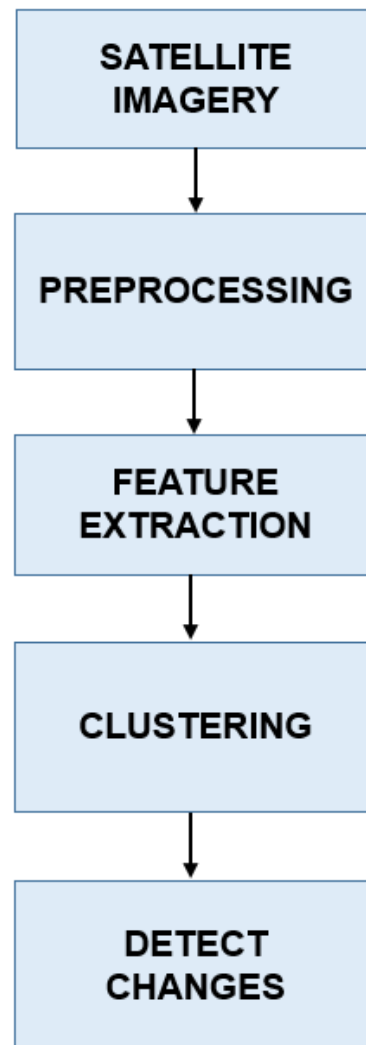 SATELLITE
IMAGERY
PREPROCESSING
FEATURE
EXTRACTION
CLUSTERING
DETECT
CHANGES